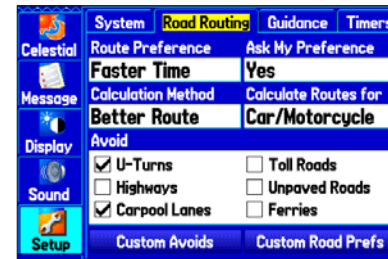 System Road Routing Guidance Timers
Celestial
Route Preference Ask My Preference
Faster Time Yes
Message
Calculation Method Calculate Routes for
Better Route Car/Motorcycle
Display
Avoid
U-Turns Toll Roads
Highways Unpaved Roads
Sound
Carpool Lanes Ferries
Setup
Custom Avoids Custom Road Prefs